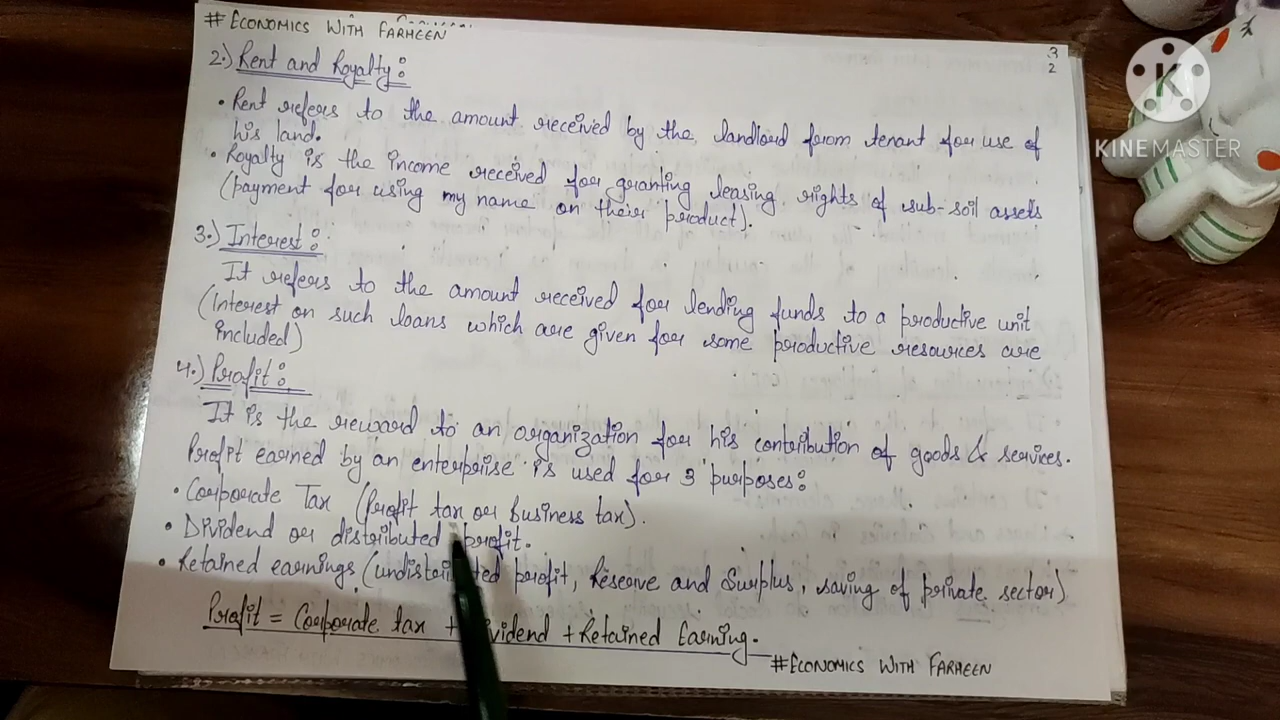 # ECONOMICS WITH FARHEEN
3
2
2.) Rent and Royalty:
• Rent refers to the amount received by the landlord from tenant for use of
his land.
• Royalty is the income received for granting leasing rights of sub-soil assets
(payment for using my name on their product).
3.) Interest:
It refers to the amount received for lending funds to a productive unit
(interest on such loans which are given for some productive resources are
included)
4.) Profit:
It is the reward to an organization for his contribution of goods & services.
Profit earned by an enterprise is used for 3 purposes:
• Corporate Tax (Profit tax or business tax).
• Dividend or distributed profit.
• Retained earnings (undistributed profit, Reserve and Surplus, saving of private sector)
Profit = Corporate tax + Dividend + Retained Earning.
#ECONOMICS WITH FARHEEN
K
KINEMASTER